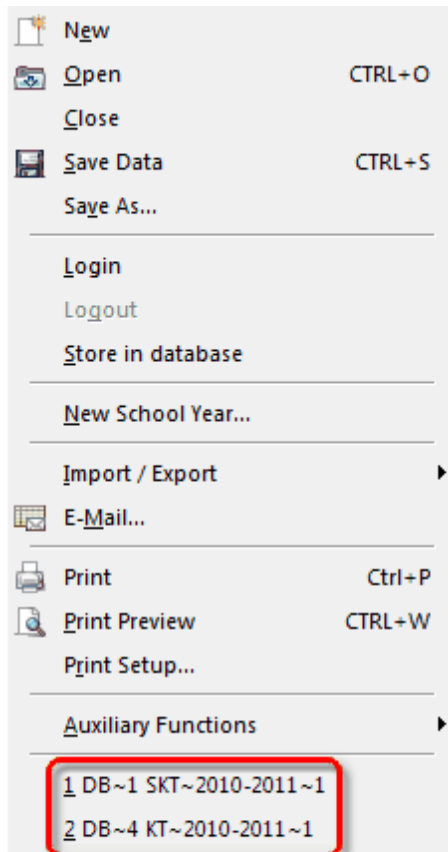 New
Open CTRL+O
Close
Save Data CTRL+S
Save As...
Login
Logout
Store in database
New School Year...
Import / Export
E-Mail...
Print Ctrl+P
Print Preview CTRL+W
Print Setup...
Auxiliary Functions
1 DB~1 SKT~2010-2011~1
2 DB~4 KT~2010-2011~1